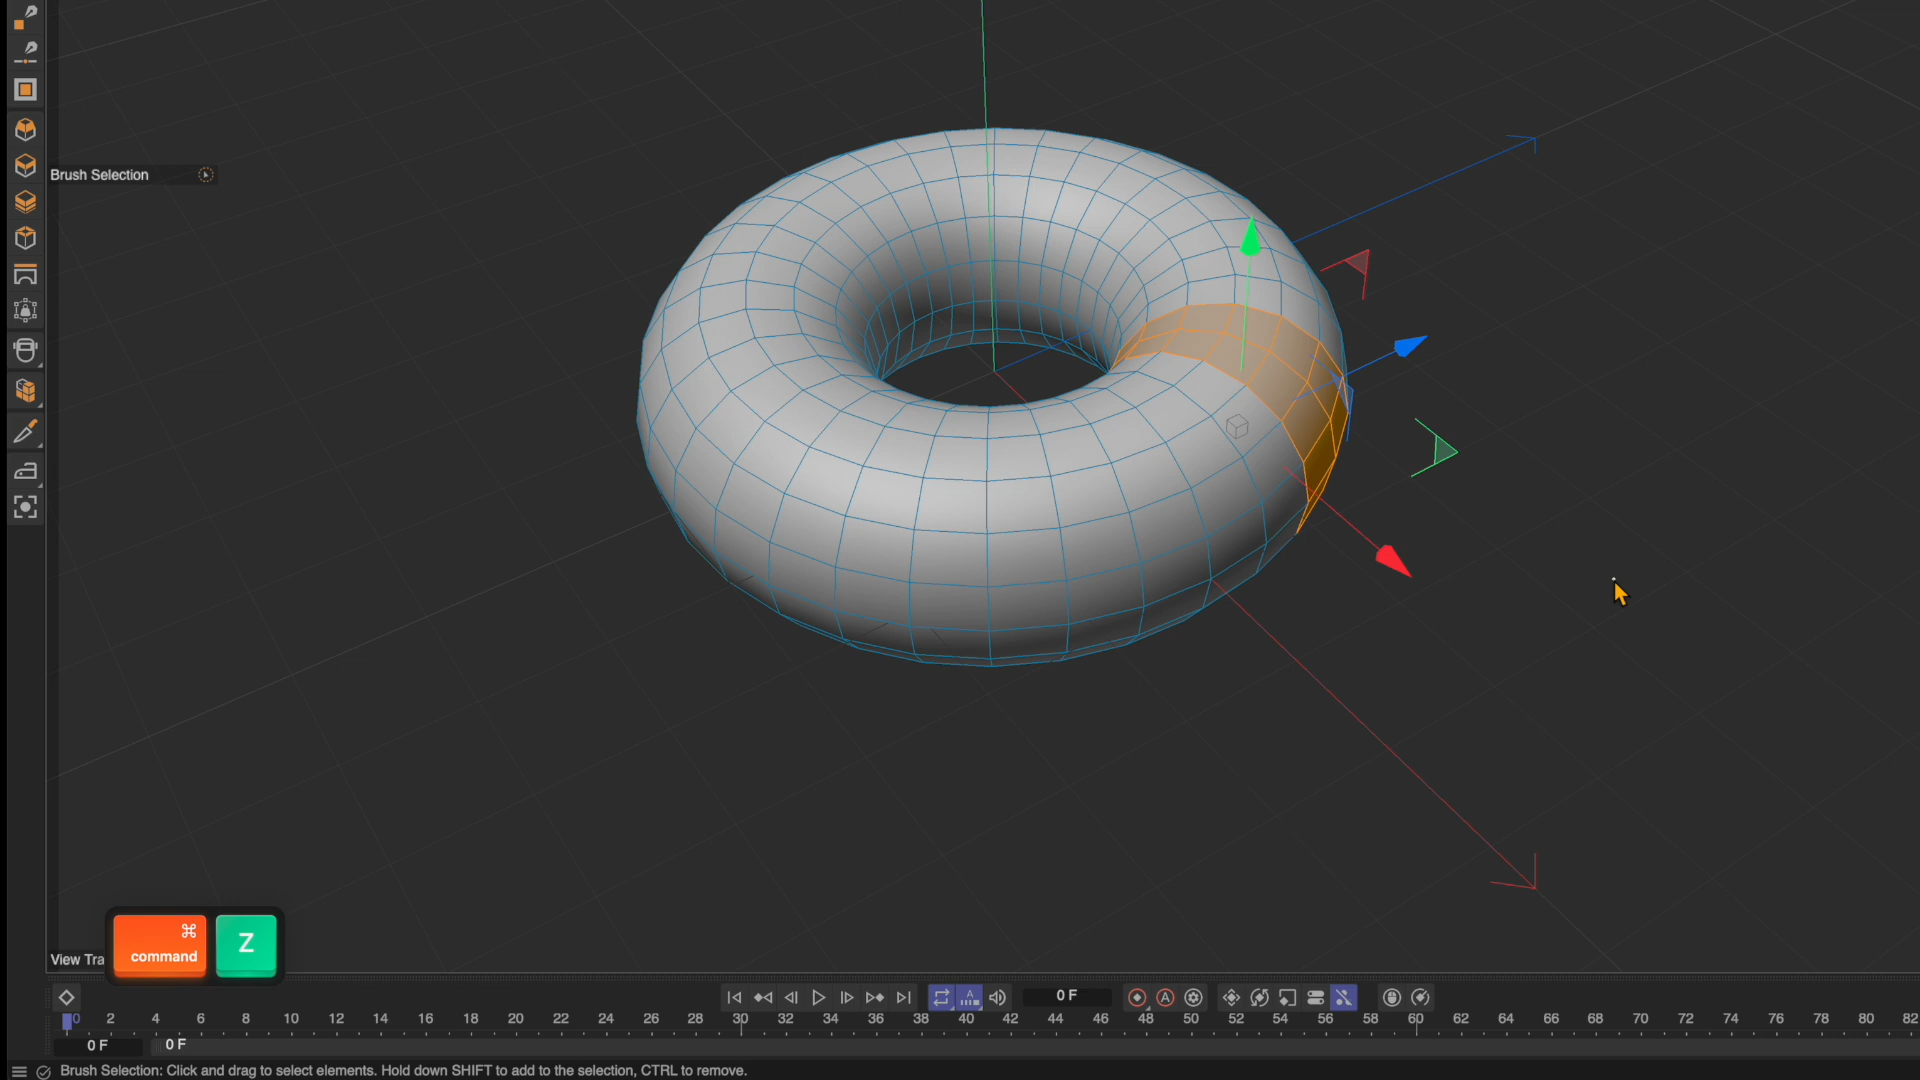 Brush Selection
⌘
command
Z
View Tra
A
0 F
A
0 2 4 6 8 10 12 14 16 18 20 22 24 26 28 30 32 34 36 38 40 42 44 46 48 50 52 54 56 58 60 62 64 66 68 70 72 74 76 78 80 82
0 F
0 F
Brush Selection: Click and drag to select elements. Hold down SHIFT to add to the selection, CTRL to remove.